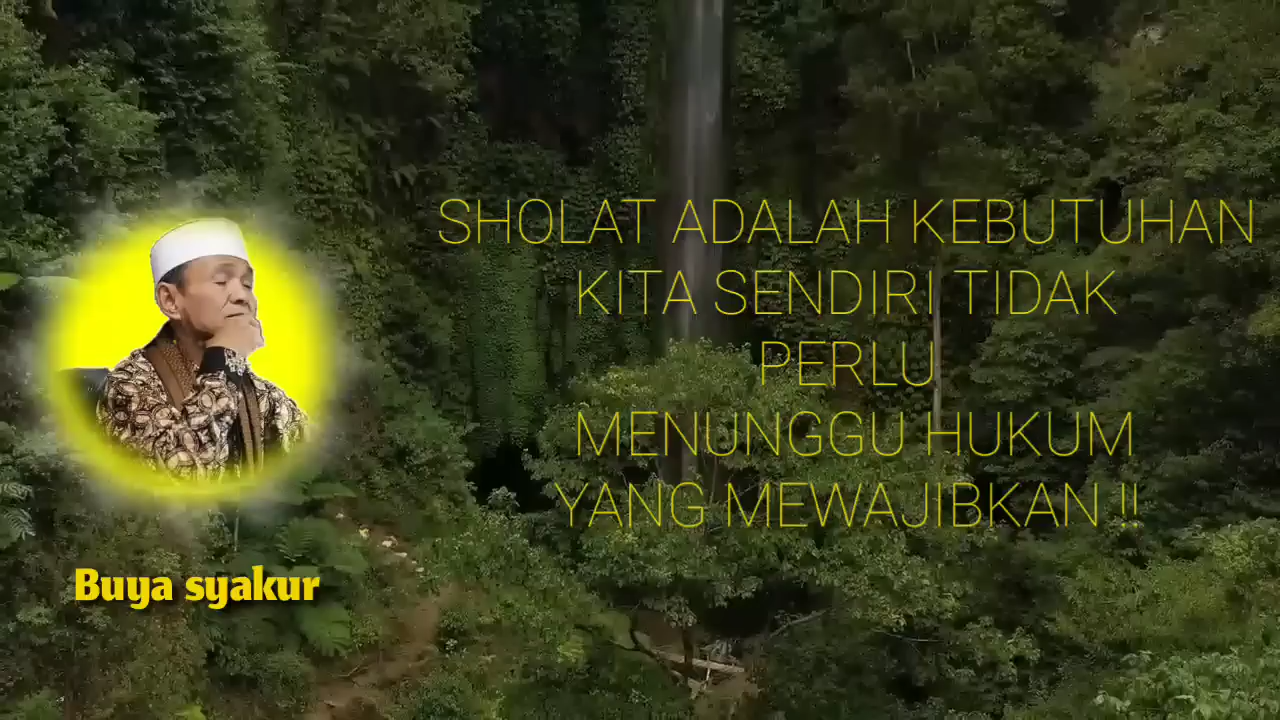 SHOLAT ADALAH KEBUTUHAN
KITA SENDIRI TIDAK
PERLU
MENUNGGU HUKUM
YANG MEWAJIBKAN !!
Buya syakur